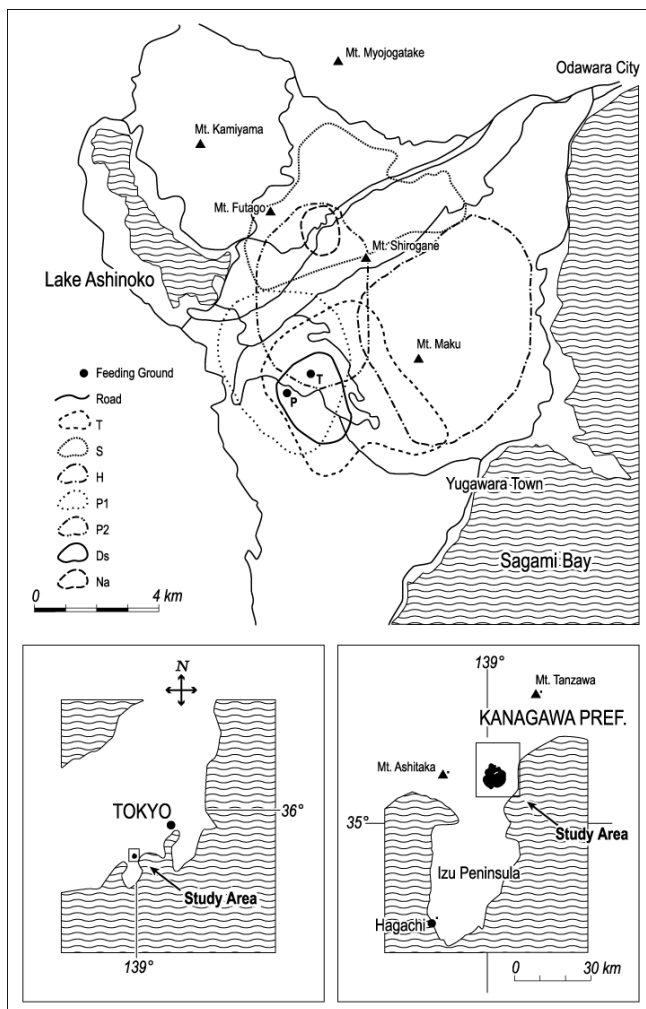 Mt. Myojogatake
Odawara City
Mt. Kamiyama
Mt. Futago
Mt. Shirogane
Lake Ashinoko
Mt. Maku
Feeding Ground
T
Road
P
T
S
H
Yugawara Town
P1
P2
Sagami Bay
Ds
Na
0 4 km
N
139°
Mt. Tanzawa
KANAGAWA PREF.
Mt. Ashitaka
TOKYO
36°
35°
Study Area
Study Area
Izu Peninsula
Hagachi
139°
0 30 km